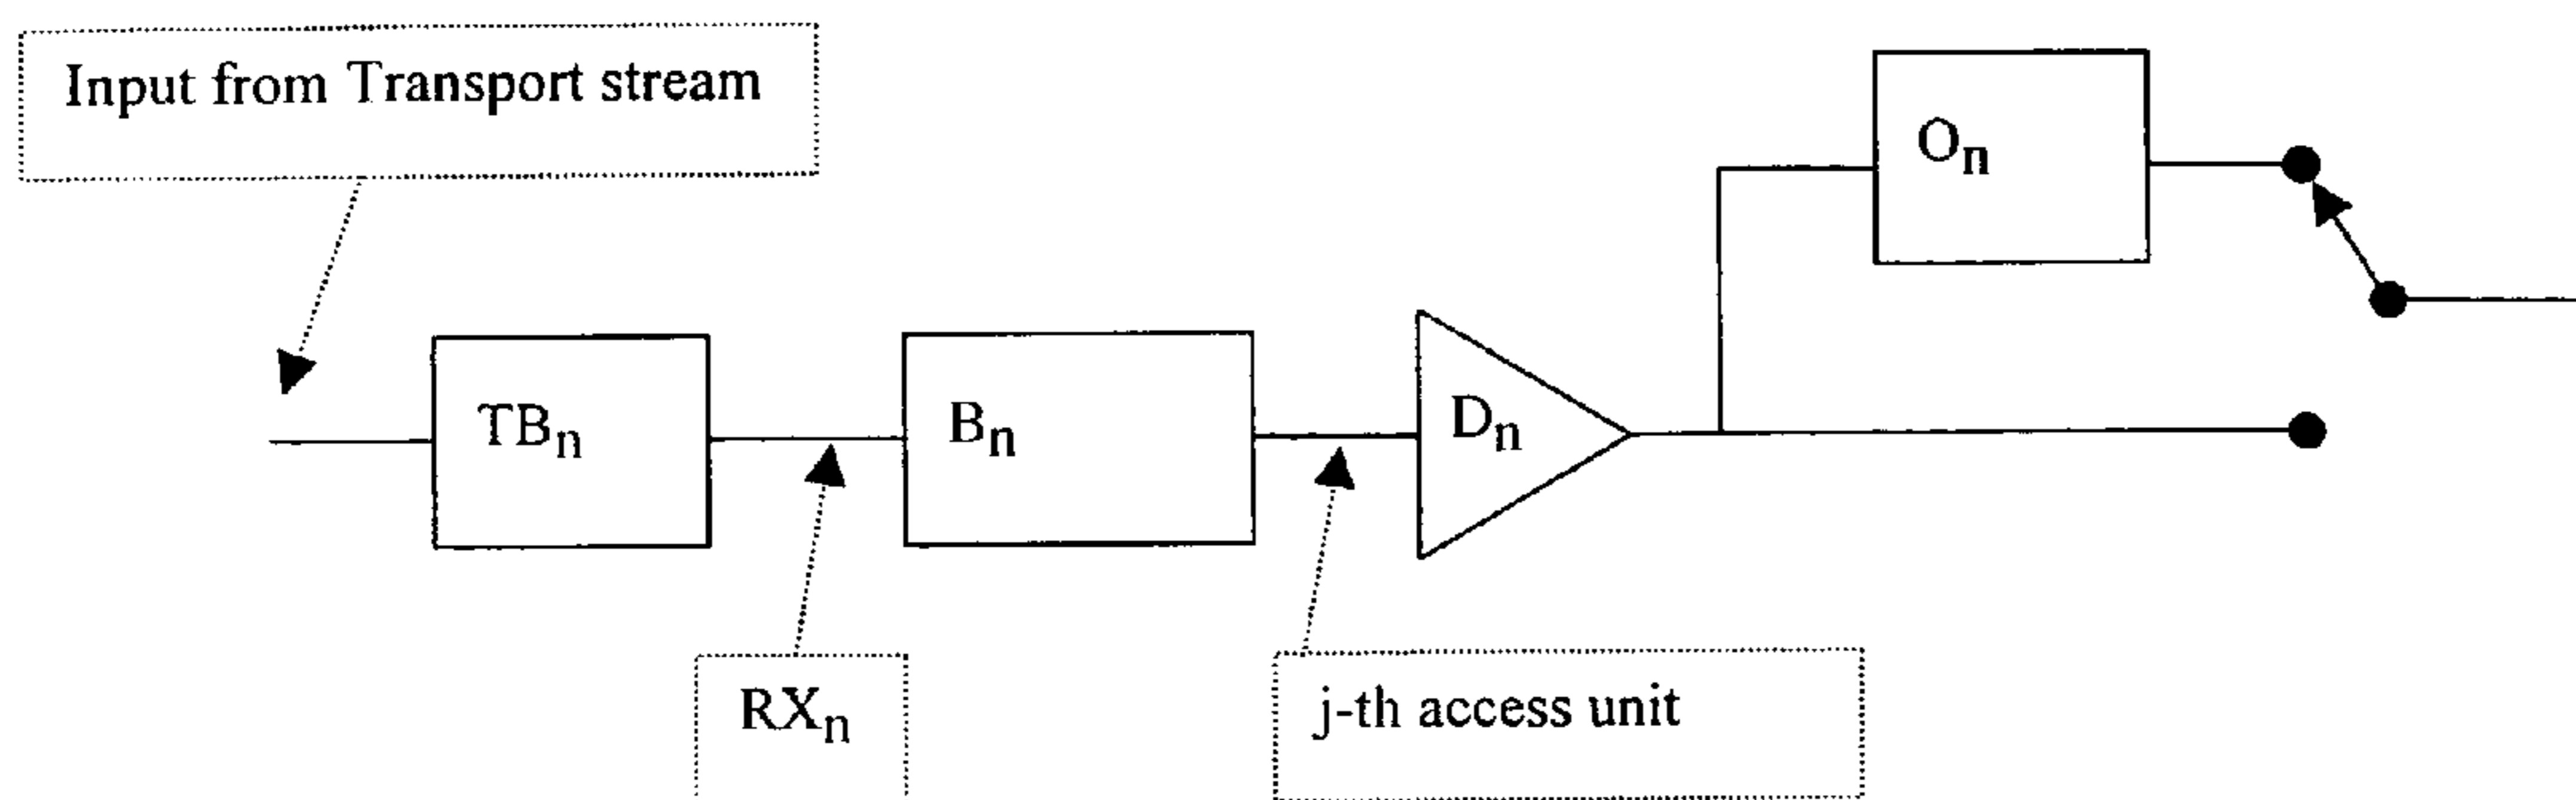 Input from Transport stream
On
TBn
Bn
Dn
RXn
j-th access unit